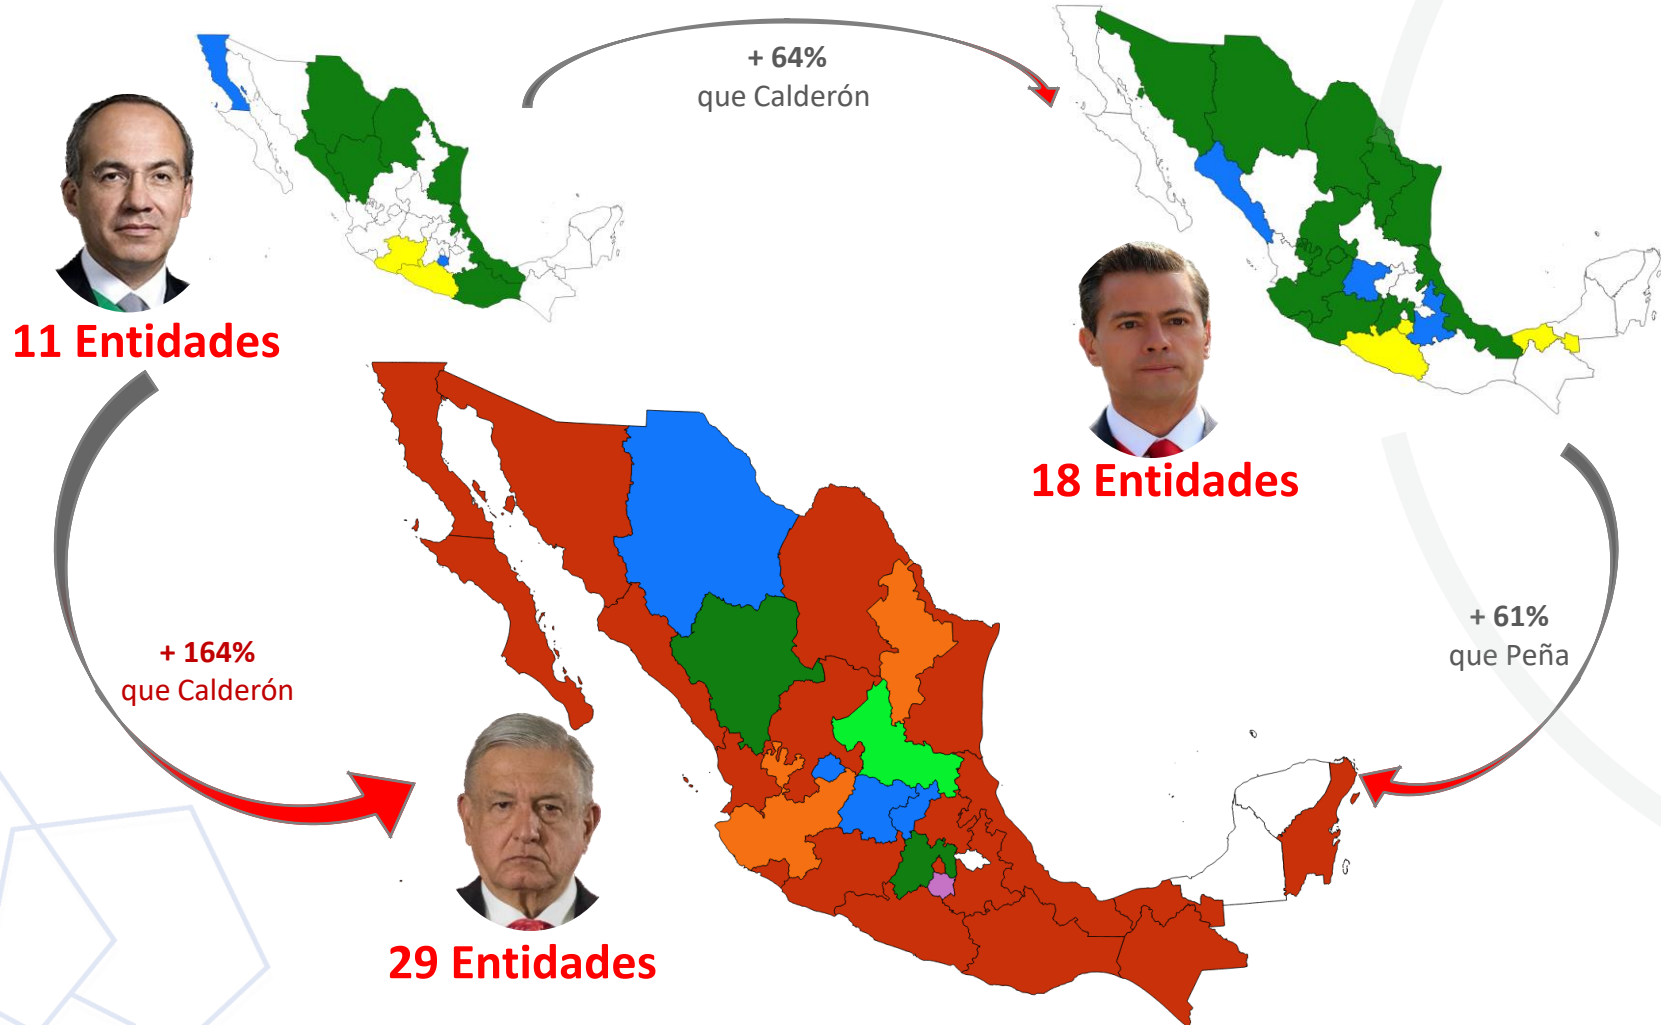 + 64%
que Calderón
11 Entidades
18 Entidades
+ 164%
que Calderón
+ 61%
que Peña
29 Entidades